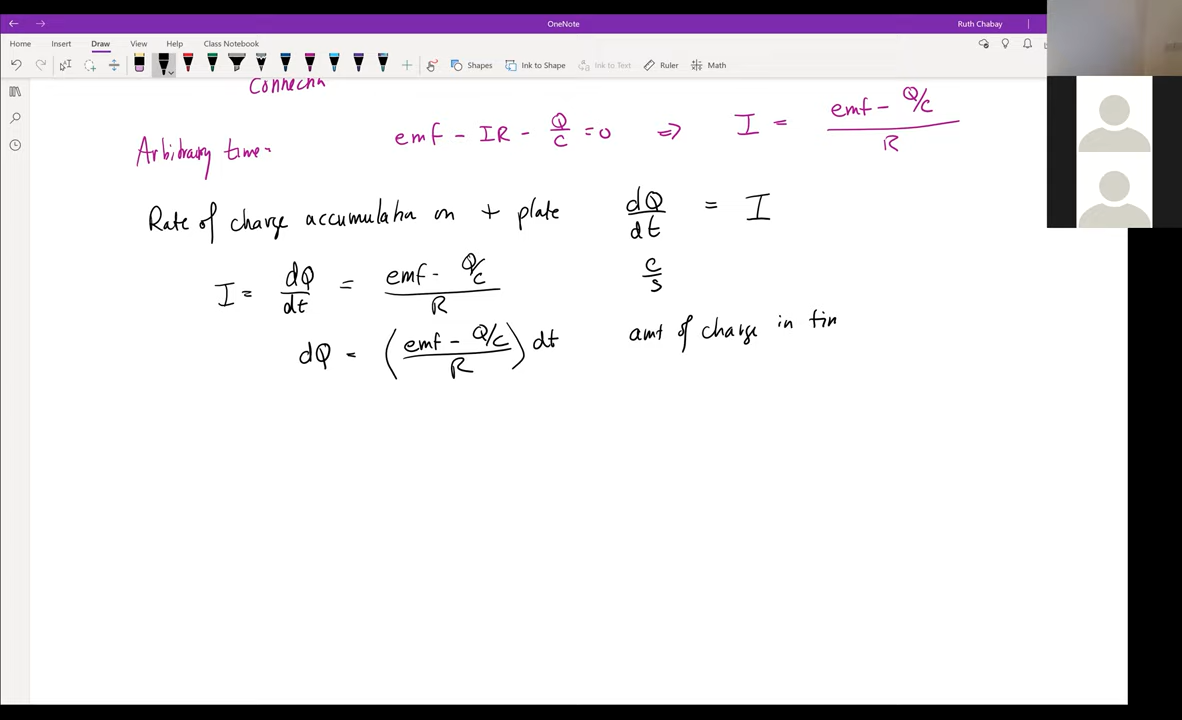 OneNote
Ruth Chabay
Home Insert Draw View Help Class Notebook
Shapes Ink to Shape Ink to Text Ruler Math
Arbitrary time-
emf - IR - Q/C = 0 ⇒ I = (emf - Q/C)/R
Rate of charge accumulation on + plate dQ/dt = I
I = dQ/dt = (emf - Q/C)/R
C/S
dQ = ((emf - Q/C)/R) dt amt of charge in tim